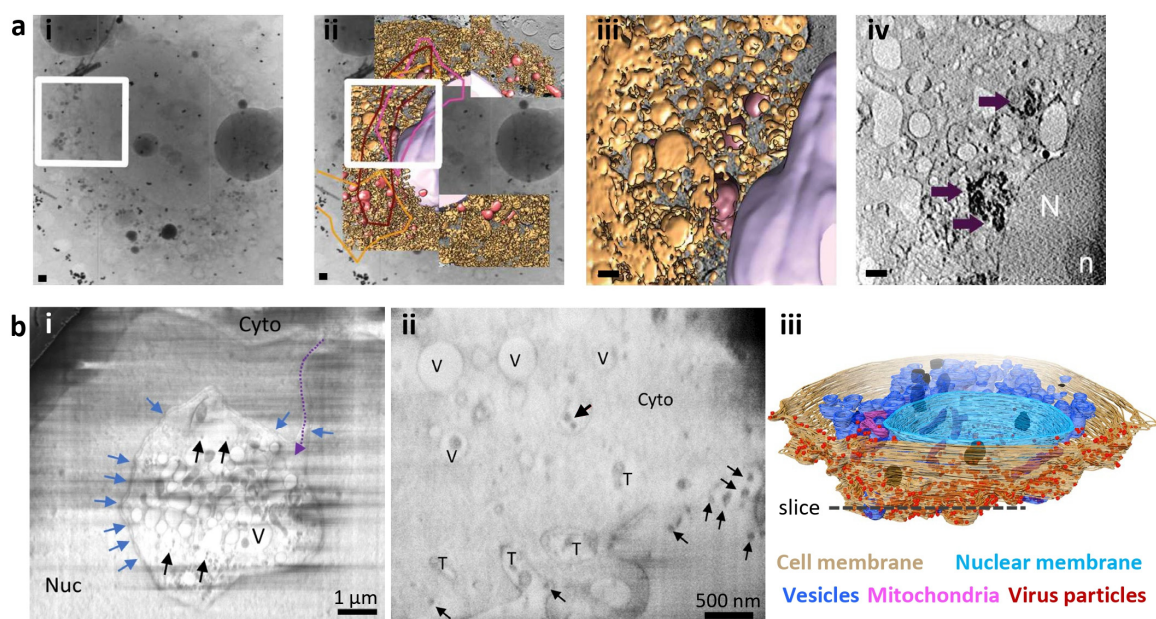 a
i
ii
iii
iv
N
n
b
i
Cyto
V
Nuc
1 µm
ii
V
V
V
Cyto
V
T
T
T
T
500 nm
iii
slice
Cell membrane
Nuclear membrane
Vesicles
Mitochondria
Virus particles